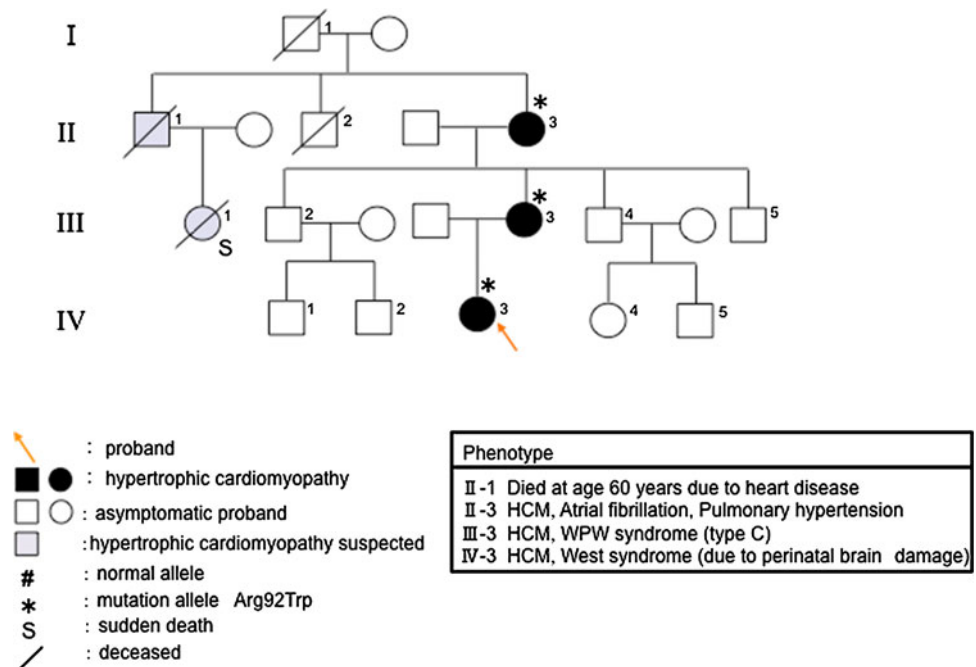 I 1
* 
II 1 2 3
*
III 1 2 3 4 5
S
*
IV 1 2 3 4 5
: proband
: hypertrophic cardiomyopathy
: asymptomatic proband
:hypertrophic cardiomyopathy suspected
# : normal allele
* : mutation allele Arg92Trp
S : sudden death
: deceased
Phenotype
II-1 Died at age 60 years due to heart disease
II-3 HCM, Atrial fibrillation, Pulmonary hypertension
III-3 HCM, WPW syndrome (type C)
IV-3 HCM, West syndrome (due to perinatal brain damage)